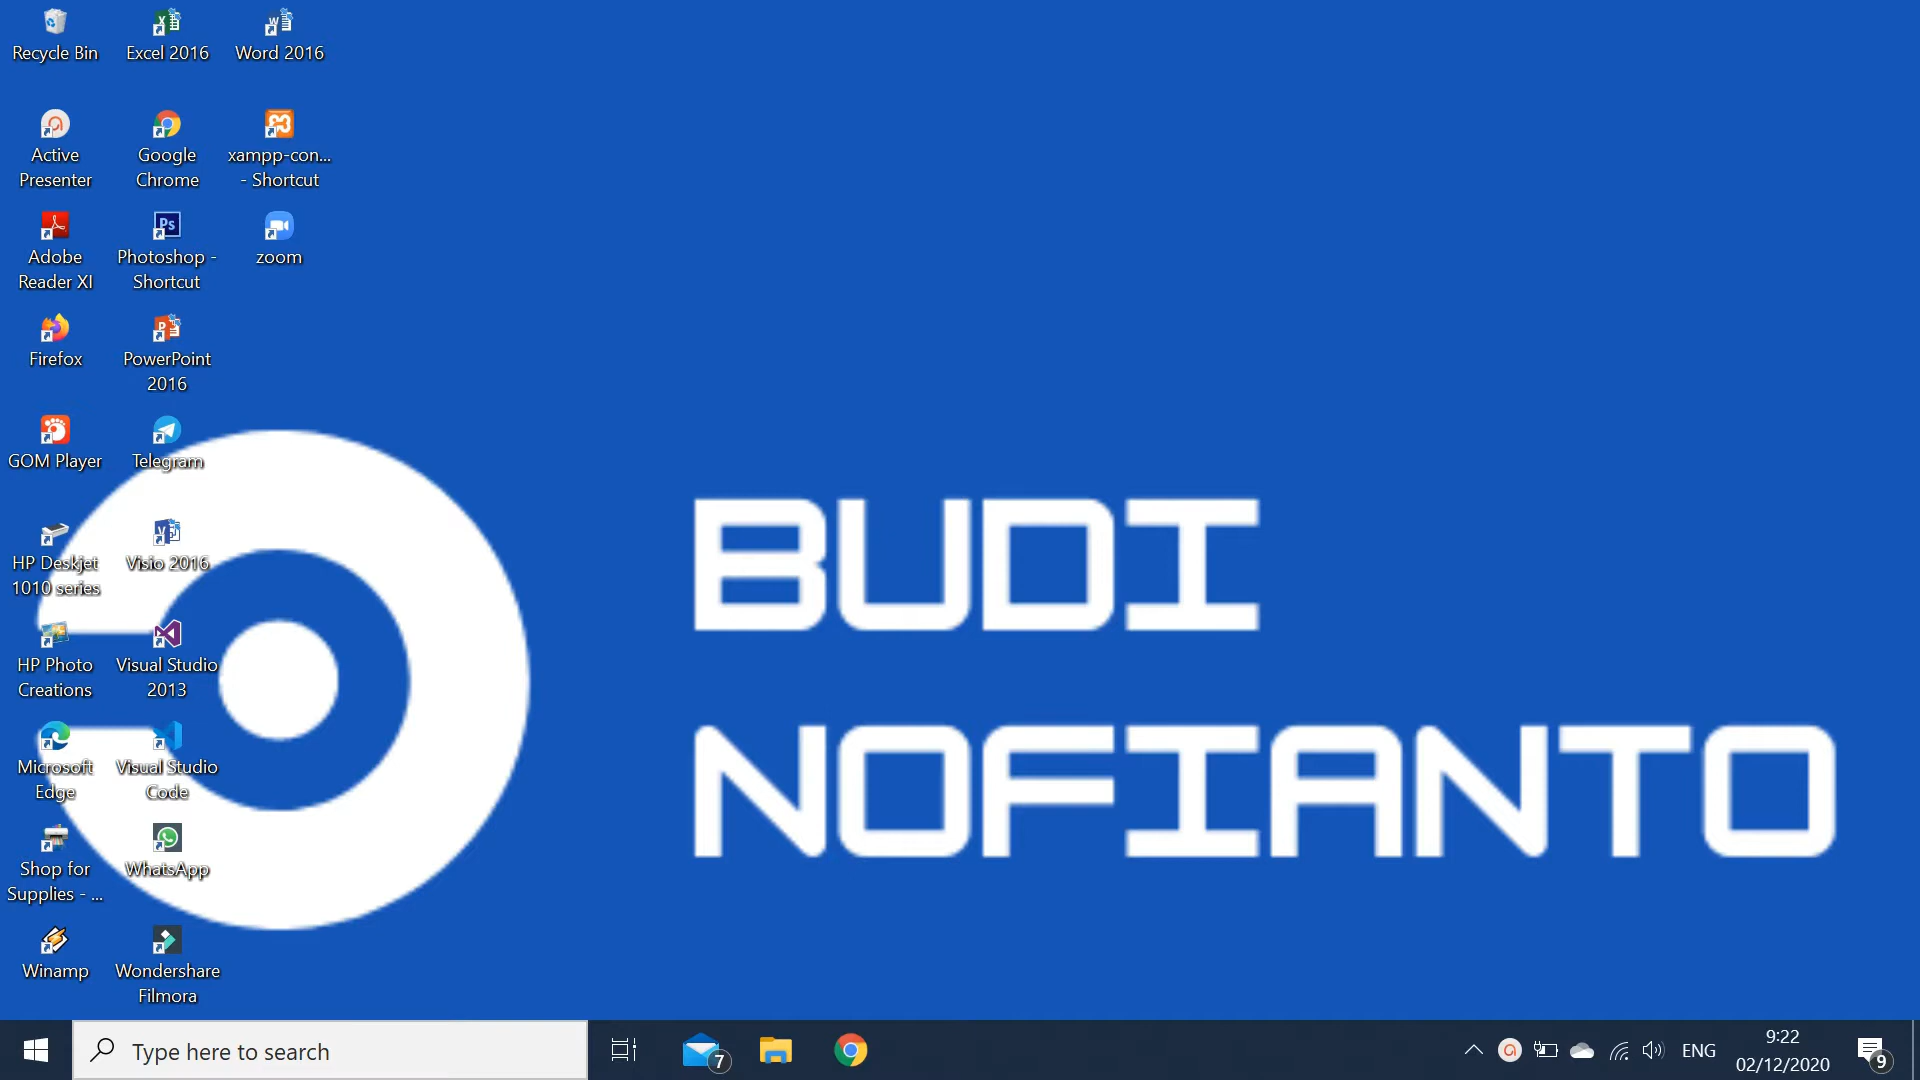 Recycle Bin
Excel 2016
Word 2016
Active
Presenter
Google
Chrome
xampp-con...
- Shortcut
Adobe
Reader XI
Photoshop -
Shortcut
zoom
Firefox
PowerPoint
2016
GOM Player
Telegram
HP Deskjet
1010 series
Visio 2016
HP Photo
Creations
Visual Studio
2013
Microsoft
Edge
Visual Studio
Code
Shop for
Supplies - ...
WhatsApp
Winamp
Wondershare
Filmora
BUDI
NOFIANTO
Type here to search
7
ENG
9:22
02/12/2020
9